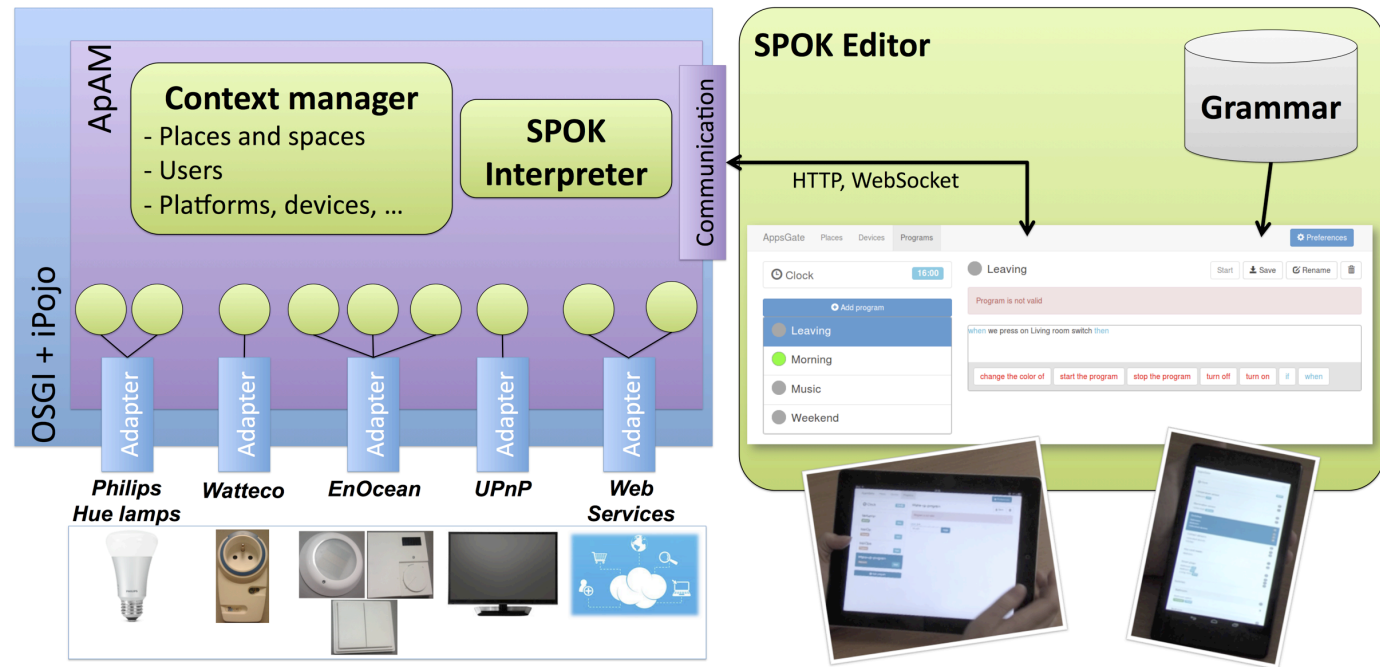 ApAM
OSGI + iPojo
Context manager
- Places and spaces
- Users
- Platforms, devices, ...
SPOK
Interpreter
Communication
Adapter
Adapter
Adapter
Adapter
Adapter
Philips
Hue lamps
Watteco
EnOcean
UPnP
Web
Services
SPOK Editor
Grammar
HTTP, WebSocket
AppsGate Places Devices Programs
Preferences
Clock 16:00
Add program
Leaving
Morning
Music
Weekend
Leaving
Start Save Rename
Program is not valid
when we press on Living room switch then
change the color of start the program stop the program turn off turn on if when